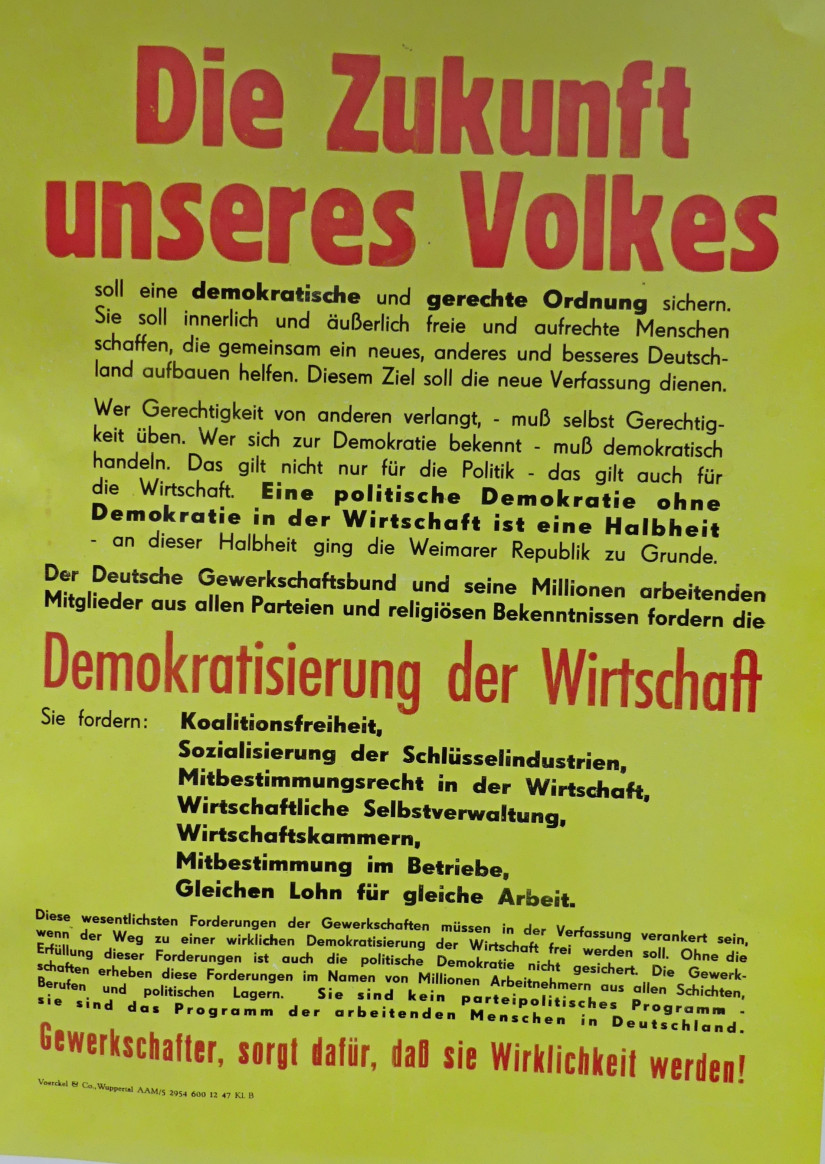 Die Zukunft
unseres Volkes
soll eine demokratische und gerechte Ordnung sichern.
Sie soll innerlich und äußerlich freie und aufrechte Menschen
schaffen, die gemeinsam ein neues, anderes und besseres Deutsch-
land aufbauen helfen. Diesem Ziel soll die neue Verfassung dienen.
Wer Gerechtigkeit von anderen verlangt, - muß selbst Gerechtig-
keit üben. Wer sich zur Demokratie bekennt - muß demokratisch
handeln. Das gilt nicht nur für die Politik - das gilt auch für
die Wirtschaft. Eine politische Demokratie ohne
Demokratie in der Wirtschaft ist eine Halbheit
- an dieser Halbheit ging die Weimarer Republik zu Grunde.
Der Deutsche Gewerkschaftsbund und seine Millionen arbeitenden
Mitglieder aus allen Parteien und religiösen Bekenntnissen fordern die
Demokratisierung der Wirtschaft
Sie fordern: Koalitionsfreiheit,
Sozialisierung der Schlüsselindustrien,
Mitbestimmungsrecht in der Wirtschaft,
Wirtschaftliche Selbstverwaltung,
Wirtschaftskammern,
Mitbestimmung im Betriebe,
Gleichen Lohn für gleiche Arbeit.
Diese wesentlichsten Forderungen der Gewerkschaften müssen in der Verfassung verankert sein,
wenn der Weg zu einer wirklichen Demokratisierung der Wirtschaft frei werden soll. Ohne die
Erfüllung dieser Forderungen ist auch die politische Demokratie nicht gesichert. Die Gewerk-
schaften erheben diese Forderungen im Namen von Millionen Arbeitnehmern aus allen Schichten,
Berufen und politischen Lagern. Sie sind kein parteipolitisches Programm -
sie sind das Programm der arbeitenden Menschen in Deutschland.
Gewerkschafter, sorgt dafür, daß sie Wirklichkeit werden!
Voerckel & Co., Wuppertal AAM/5 2954 600 12 47 Kl. B